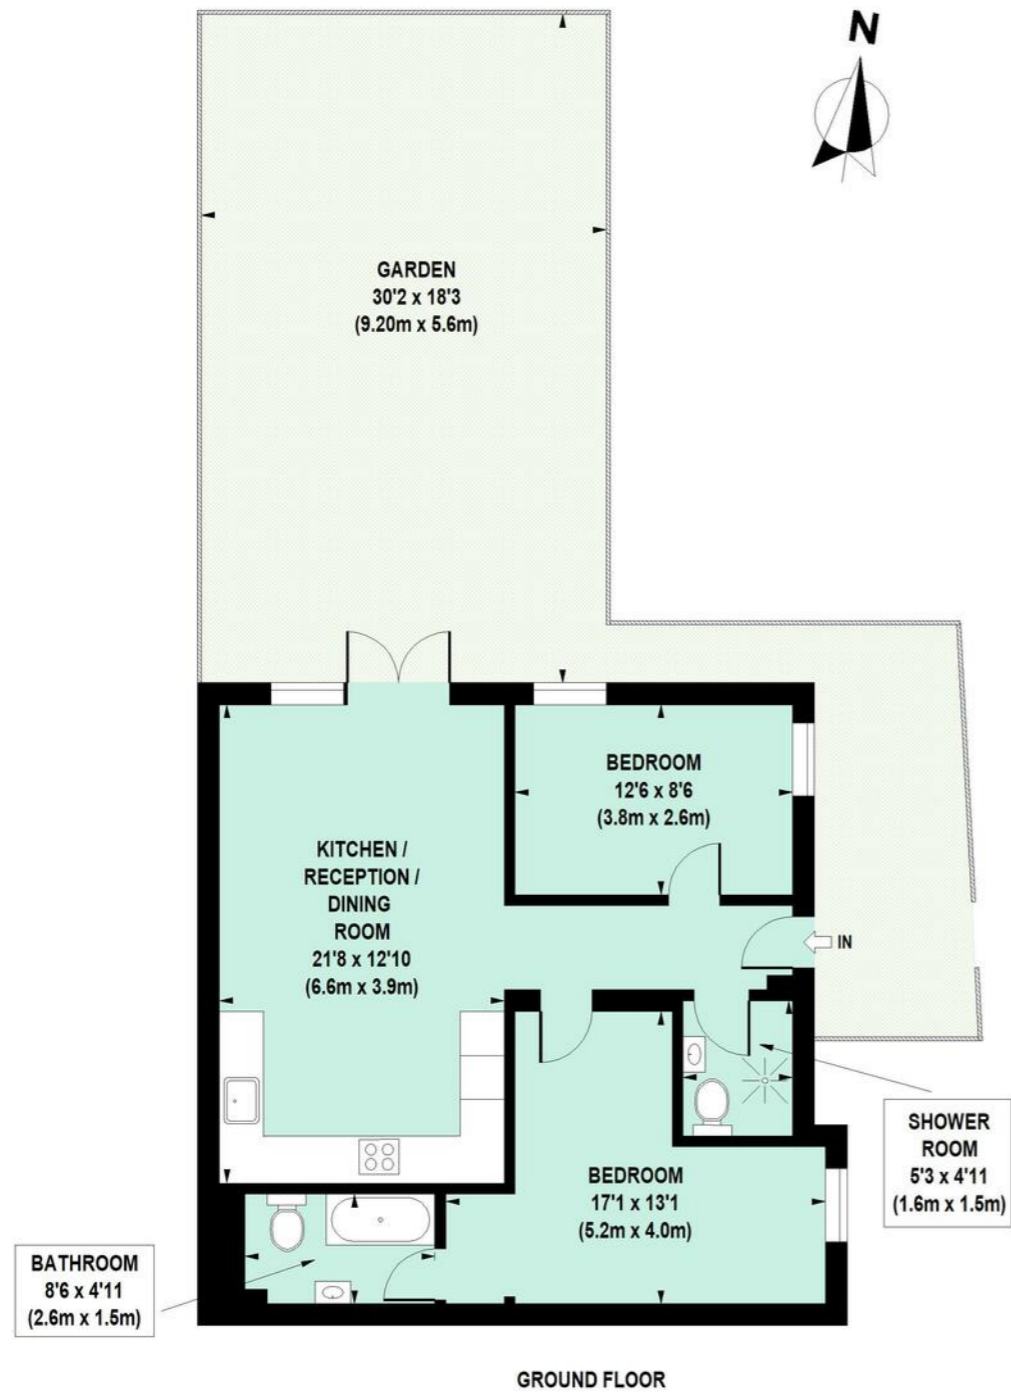 N
GARDEN
30'2 x 18'3
(9.20m x 5.6m)
BEDROOM
12'6 x 8'6
(3.8m x 2.6m)
KITCHEN /
RECEPTION /
DINING
ROOM
21'8 x 12'10
(6.6m x 3.9m)
IN
SHOWER
ROOM
5'3 x 4'11
(1.6m x 1.5m)
BEDROOM
17'1 x 13'1
(5.2m x 4.0m)
BATHROOM
8'6 x 4'11
(2.6m x 1.5m)
GROUND FLOOR